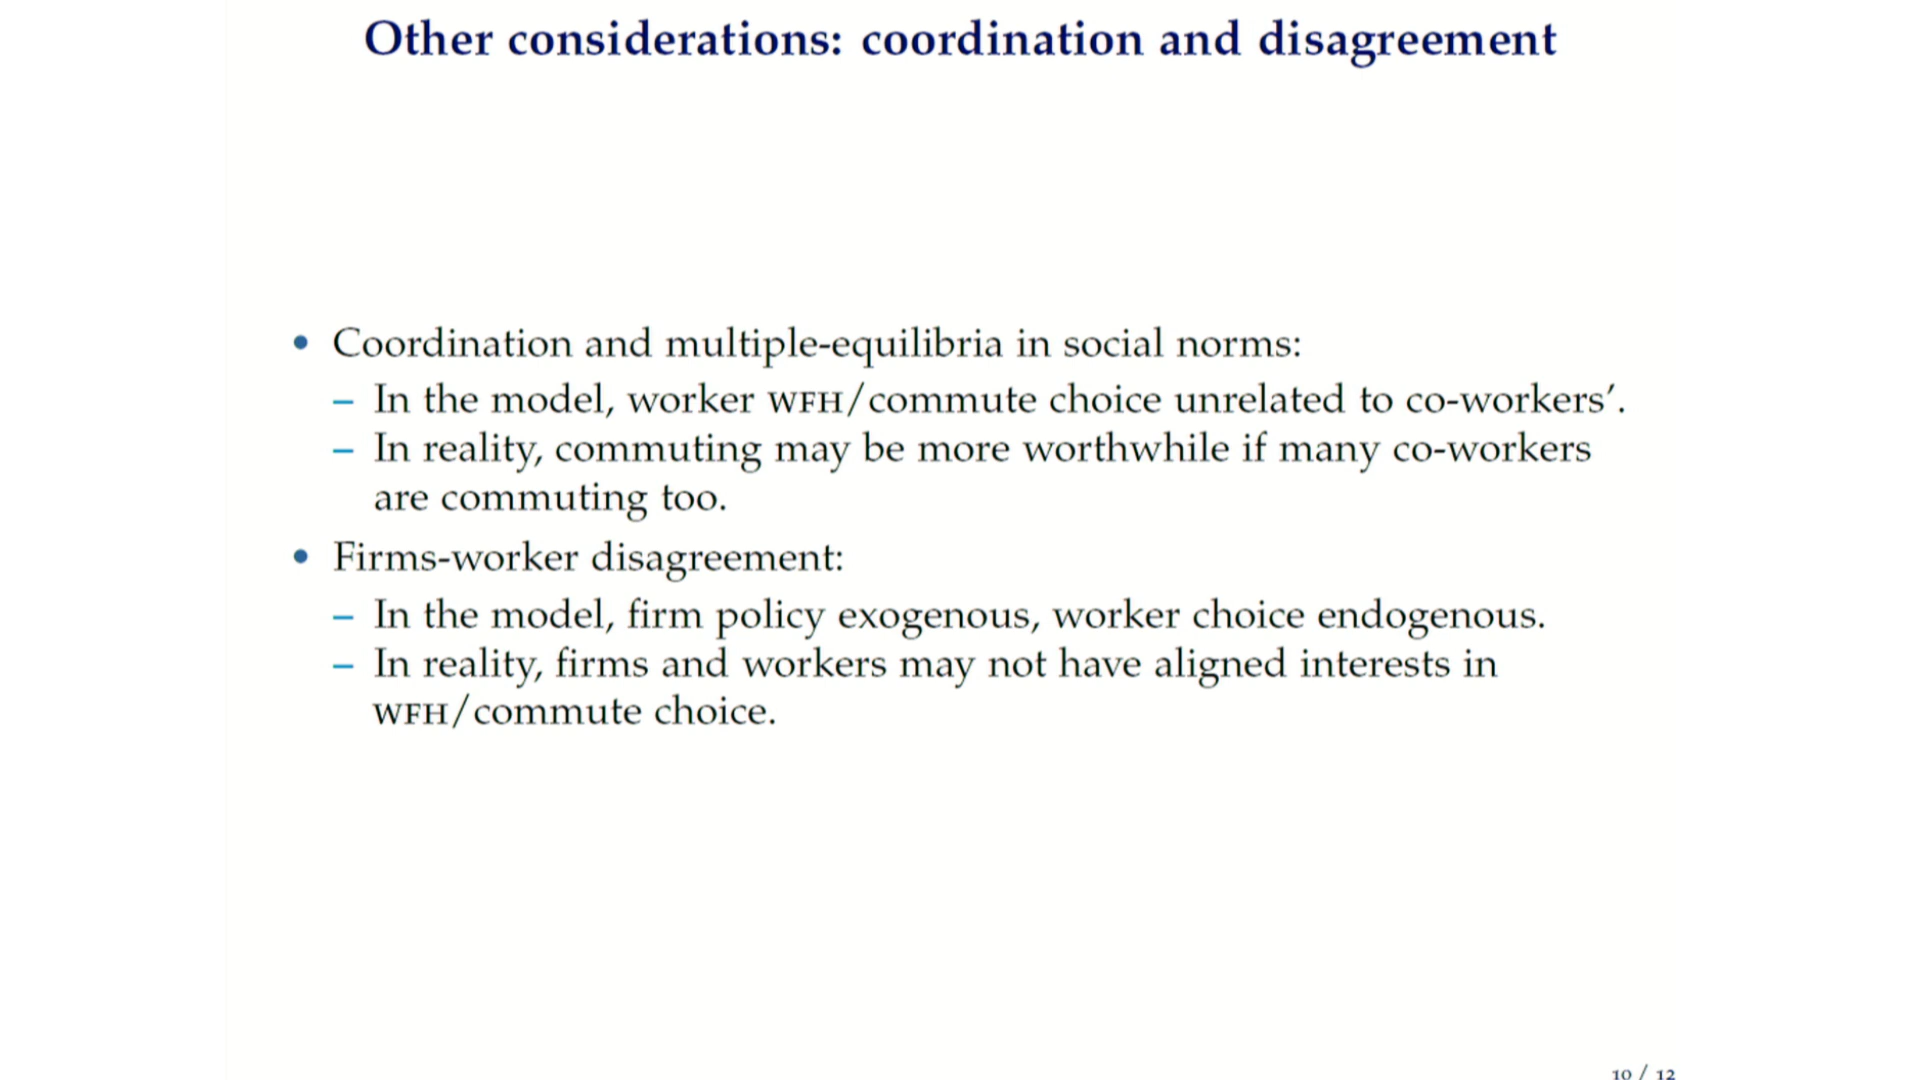 Other considerations: coordination and disagreement
• Coordination and multiple-equilibria in social norms:
– In the model, worker WFH/commute choice unrelated to co-workers’.
– In reality, commuting may be more worthwhile if many co-workers
are commuting too.
• Firms-worker disagreement:
– In the model, firm policy exogenous, worker choice endogenous.
– In reality, firms and workers may not have aligned interests in
WFH/commute choice.
10 / 12